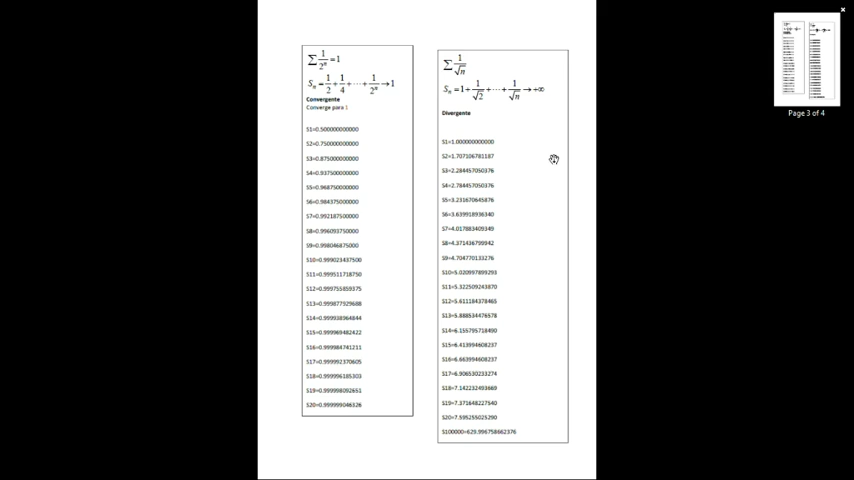 ∑ 1/2ⁿ = 1
Sₙ = 1/2 + 1/4 + ⋯ + 1/2ⁿ → 1
Convergente
Converge para 1
S1=0.500000000000
S2=0.750000000000
S3=0.875000000000
S4=0.937500000000
S5=0.968750000000
S6=0.984375000000
S7=0.992187500000
S8=0.996093750000
S9=0.998046875000
S10=0.999023437500
S11=0.999511718750
S12=0.999755859375
S13=0.999877929688
S14=0.999938964844
S15=0.999969482422
S16=0.999984741211
S17=0.999992370605
S18=0.999996185303
S19=0.999998092651
S20=0.999999046326
∑ 1/√n
Sₙ = 1 + 1/√2 + ⋯ + 1/√n → +∞
Divergente
S1=1.000000000000
S2=1.707106781187
S3=2.284457050376
S4=2.784457050376
S5=3.231670645876
S6=3.639918936340
S7=4.017883409349
S8=4.371436799942
S9=4.704770133276
S10=5.020997899293
S11=5.322509243870
S12=5.611184378465
S13=5.888534476578
S14=6.155795718490
S15=6.413994608237
S16=6.663994608237
S17=6.906530233274
S18=7.142232493669
S19=7.371648227540
S20=7.595255025290
S100000=629.996758662376
Page 3 of 4